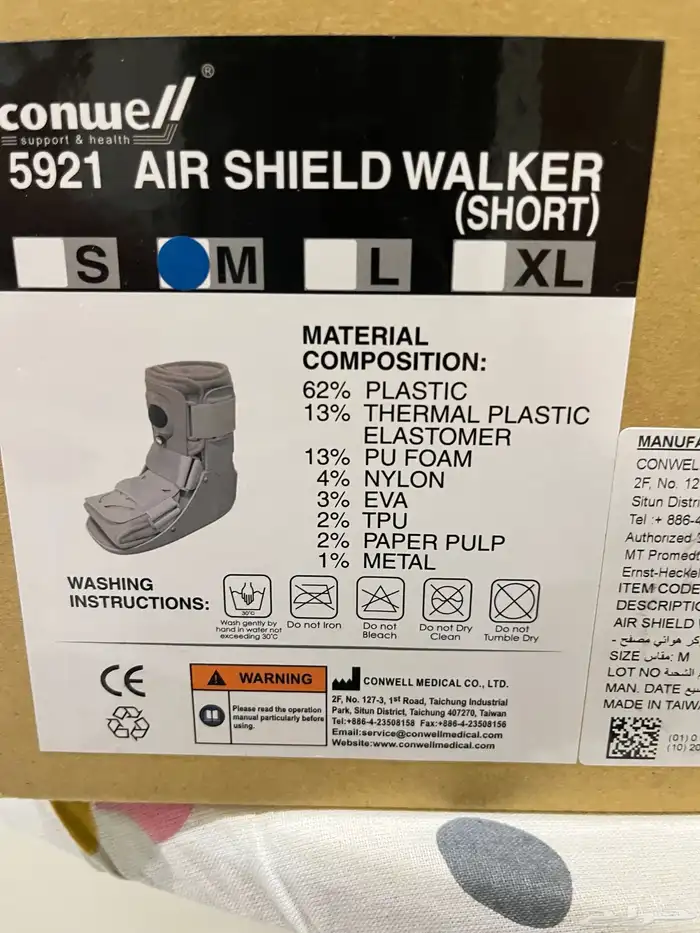 conwell®
support & health
5921 AIR SHIELD WALKER
(SHORT)
S M L XL
MATERIAL
COMPOSITION:
62% PLASTIC
13% THERMAL PLASTIC
ELASTOMER
13% PU FOAM
4% NYLON
3% EVA
2% TPU
2% PAPER PULP
1% METAL
WASHING
INSTRUCTIONS:
30°C
Wash gently by
hand in water not
exceeding 30°C
Do not Iron
Do not
Bleach
Do not Dry
Clean
Do not
Tumble Dry
CE
WARNING
Please read the operation
manual particularly before
using.
CONWELL MEDICAL CO., LTD.
2F, No. 127-3, 1st Road, Taichung Industrial
Park, Situn District, Taichung 407270, Taiwan
Tel:+886-4-23508158 Fax:+886-4-23508156
Email:service@conwellmedical.com
Website:www.conwellmedical.com
MANUFA
CONWEL
2F, No. 12
Situn Distri
Tel :+ 886-4
Authorized
MT Promedt
Ernst-Heckel
ITEM CODE
DESCRIPTI
AIR SHIELD
كر هوائي مصفح -
SIZE مقاس: M
LOT NO الشحنة
MAN. DATE
MADE IN TAIW
(01) 0
(10) 20